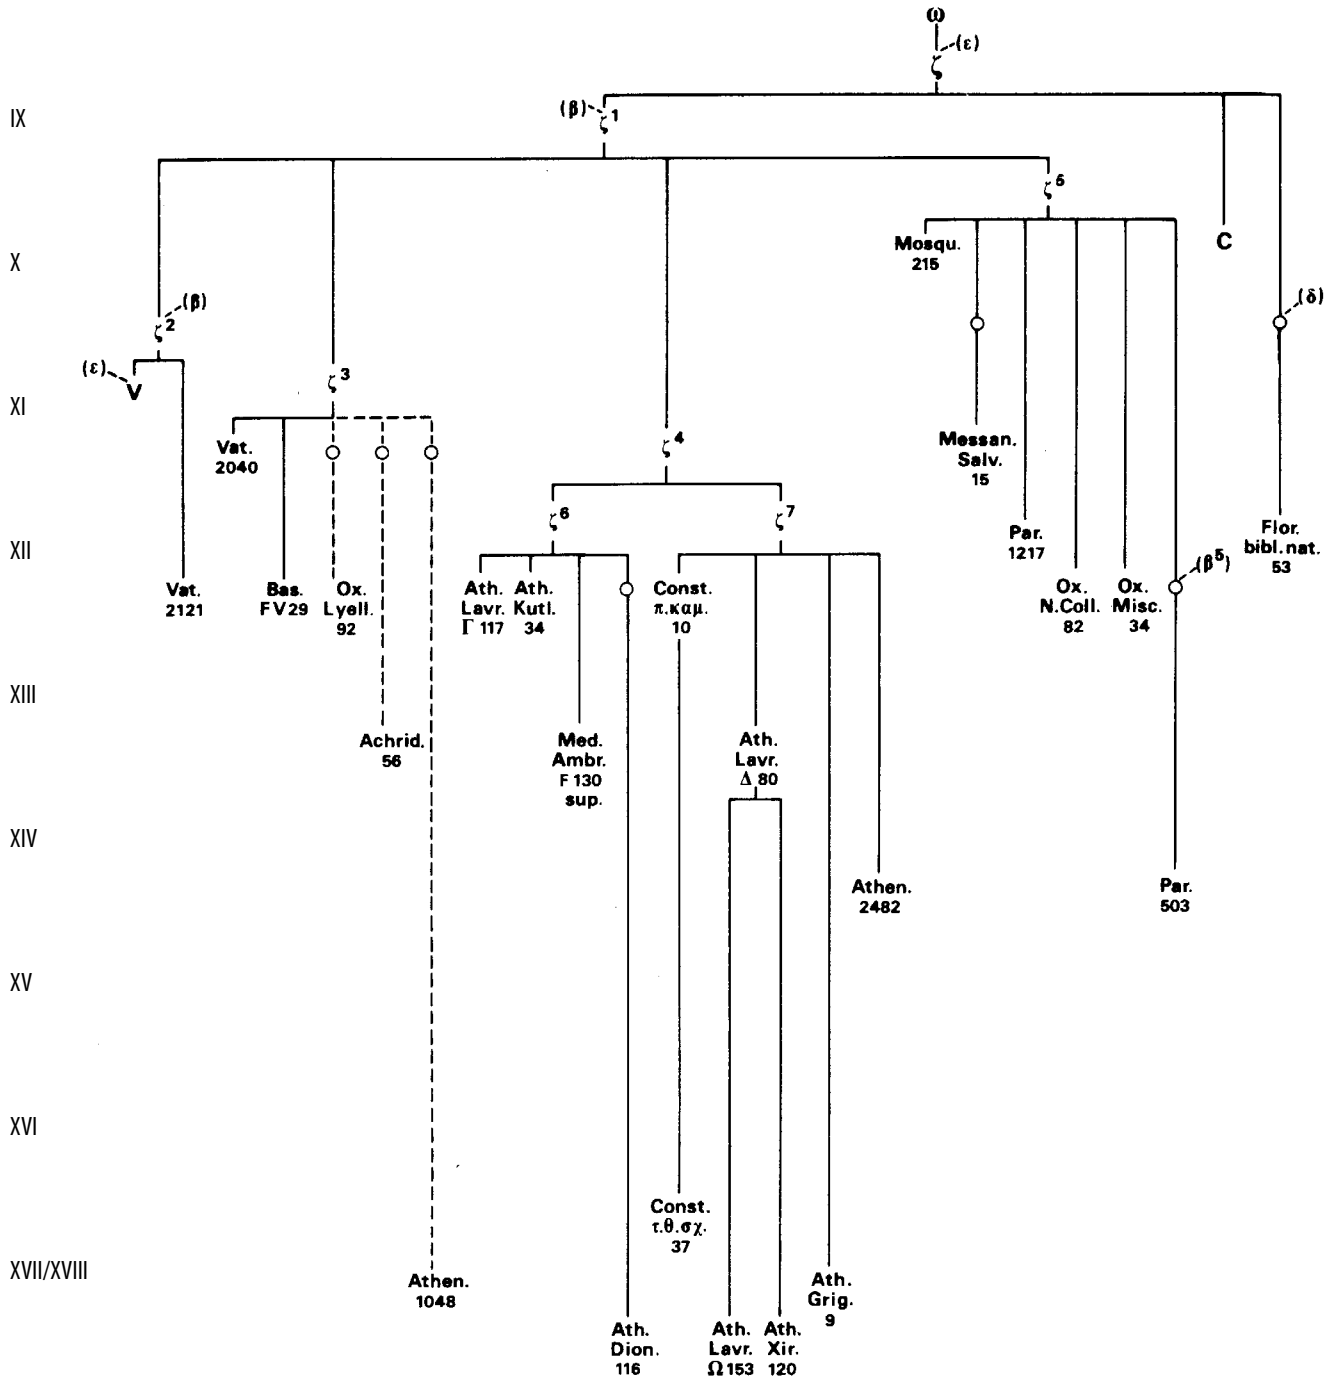 ω
(ε)
ζ
IX
(β)
ζ1
ζ5
Mosqu.
215
C
X
(β)
ζ2
(δ)
(ε)
V
ζ3
XI
Vat.
2040
ζ4
Messan.
Salv.
15
ζ6
ζ7
Par.
1217
Flor.
bibl.nat.
53
XII
(β5)
Vat.
2121
Bas.
F V 29
Ox.
Lyell.
92
Ath.
Lavr.
Γ 117
Ath.
Kutl.
34
Const.
π.καμ.
10
Ox.
N.Coll.
82
Ox.
Misc.
34
XIII
Achrid.
56
Med.
Ambr.
F 130
sup.
Ath.
Lavr.
Δ 80
XIV
Athen.
2482
Par.
503
XV
XVI
Const.
τ.θ.σχ.
37
XVII/XVIII
Athen.
1048
Ath.
Grig.
9
Ath.
Dion.
116
Ath.
Lavr.
Ω 153
Ath.
Xir.
120